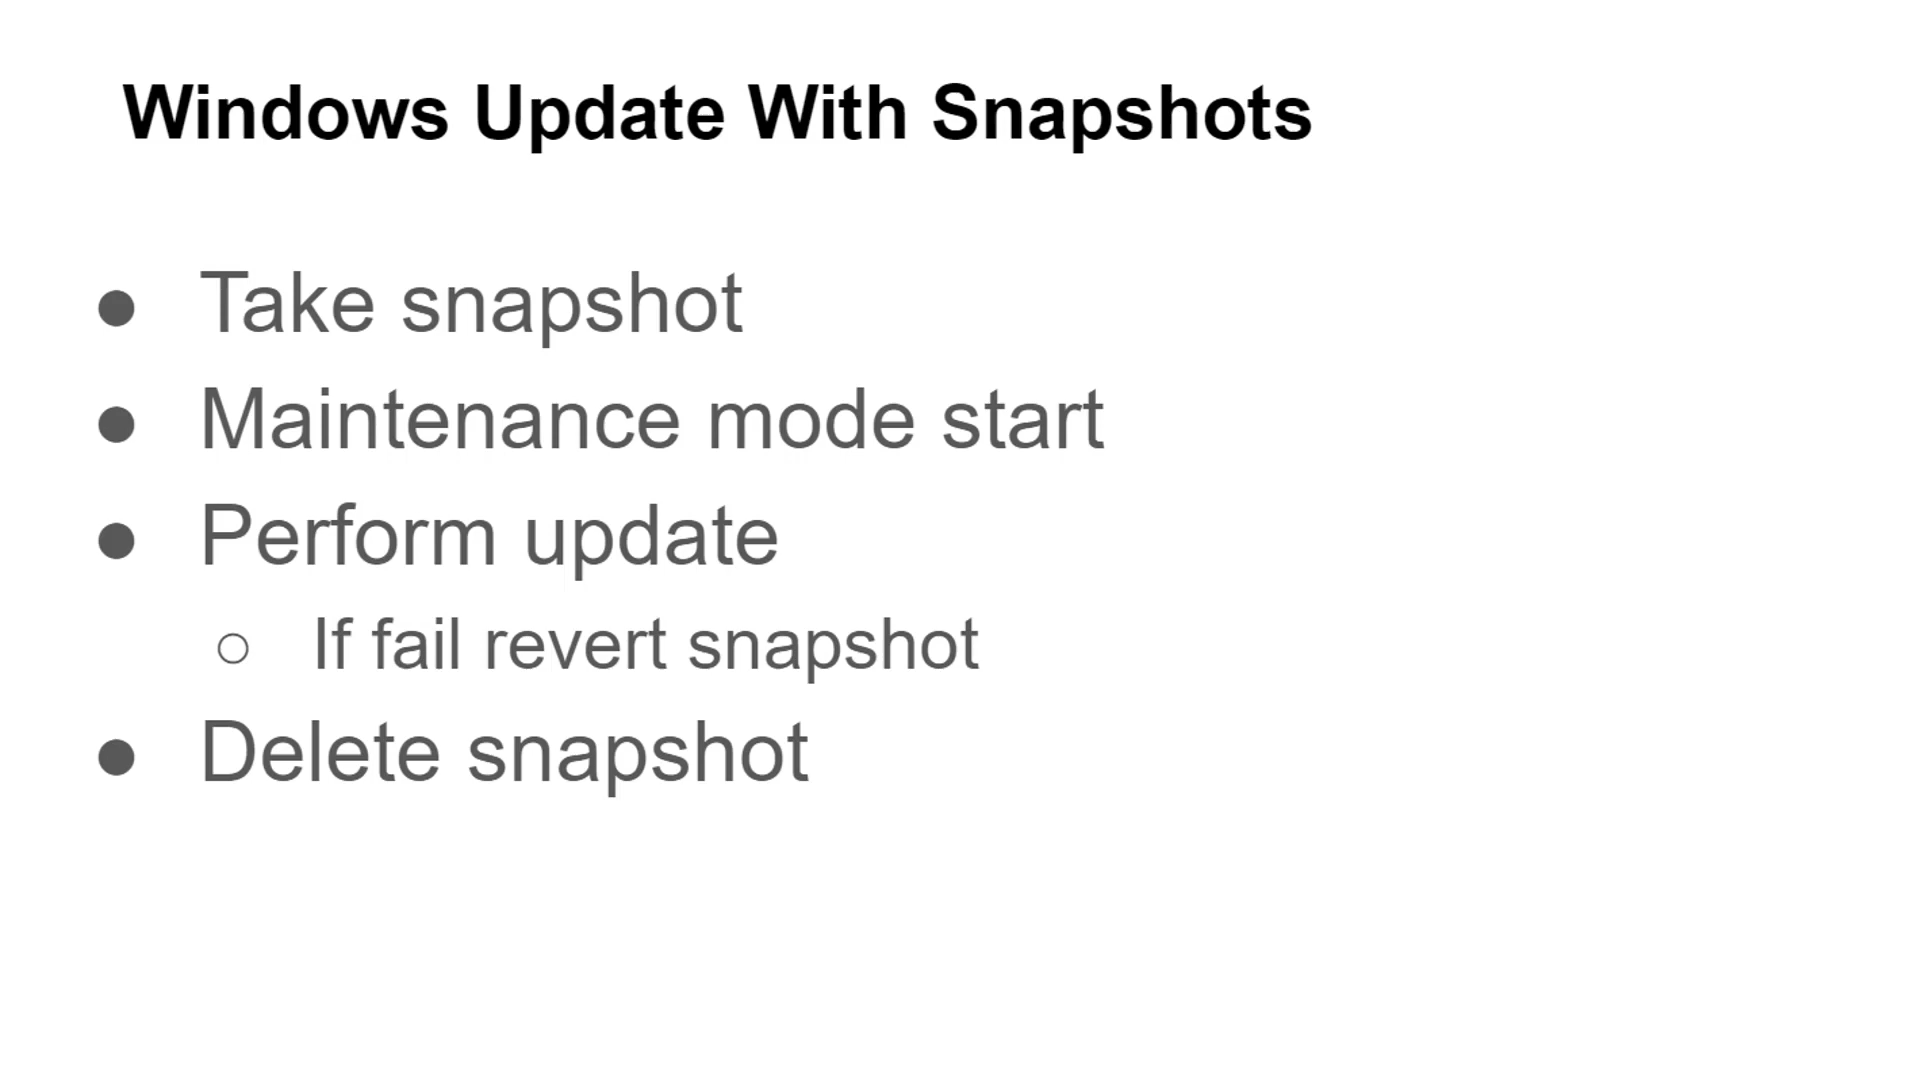 Windows Update With Snapshots
● Take snapshot
● Maintenance mode start
● Perform update
○ If fail revert snapshot
● Delete snapshot